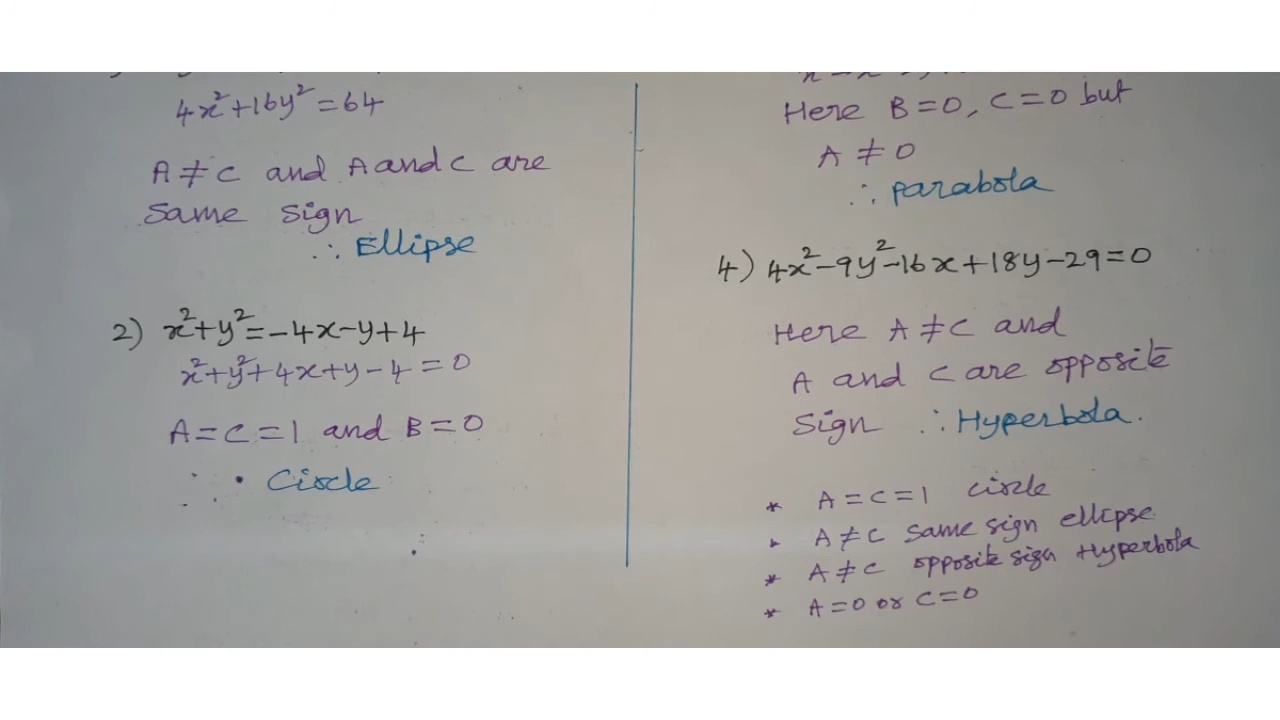 4x²+16y²=64
A≠C and A and C are
Same Sign
∴ Ellipse
2) x²+y²=-4x-y+4
x²+y²+4x+y-4=0
A=C=1 and B=0
∴ Circle
Here B=0, C=0 but
A≠0
∴ parabola
4) 4x²-9y²-16x+18y-29=0
Here A≠C and
A and C are opposite
Sign ∴ Hyperbola.
* A=C=1 circle
* A≠C same sign ellipse
* A≠C opposite sign Hyperbola
* A=0 or C=0